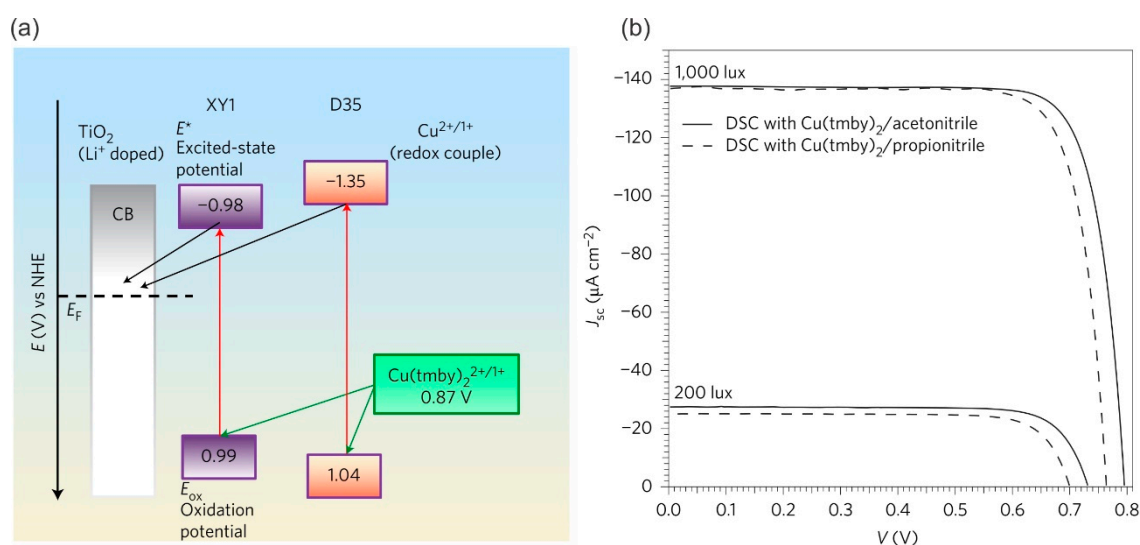 (a)
XY1
D35
TiO₂
(Li⁺ doped)
E*
Excited-state
potential
Cu²⁺/¹⁺
(redox couple)
−1.35
−0.98
CB
E (V) vs NHE
E_F
Cu(tmby)₂²⁺/¹⁺
0.87 V
0.99
1.04
E_ox
Oxidation
potential
(b)
1,000 lux
DSC with Cu(tmby)₂/acetonitrile
DSC with Cu(tmby)₂/propionitrile
200 lux
J_sc (μA cm⁻²)
−140
−120
−100
−80
−60
−40
−20
0
0.0
0.1
0.2
0.3
0.4
0.5
0.6
0.7
0.8
V (V)